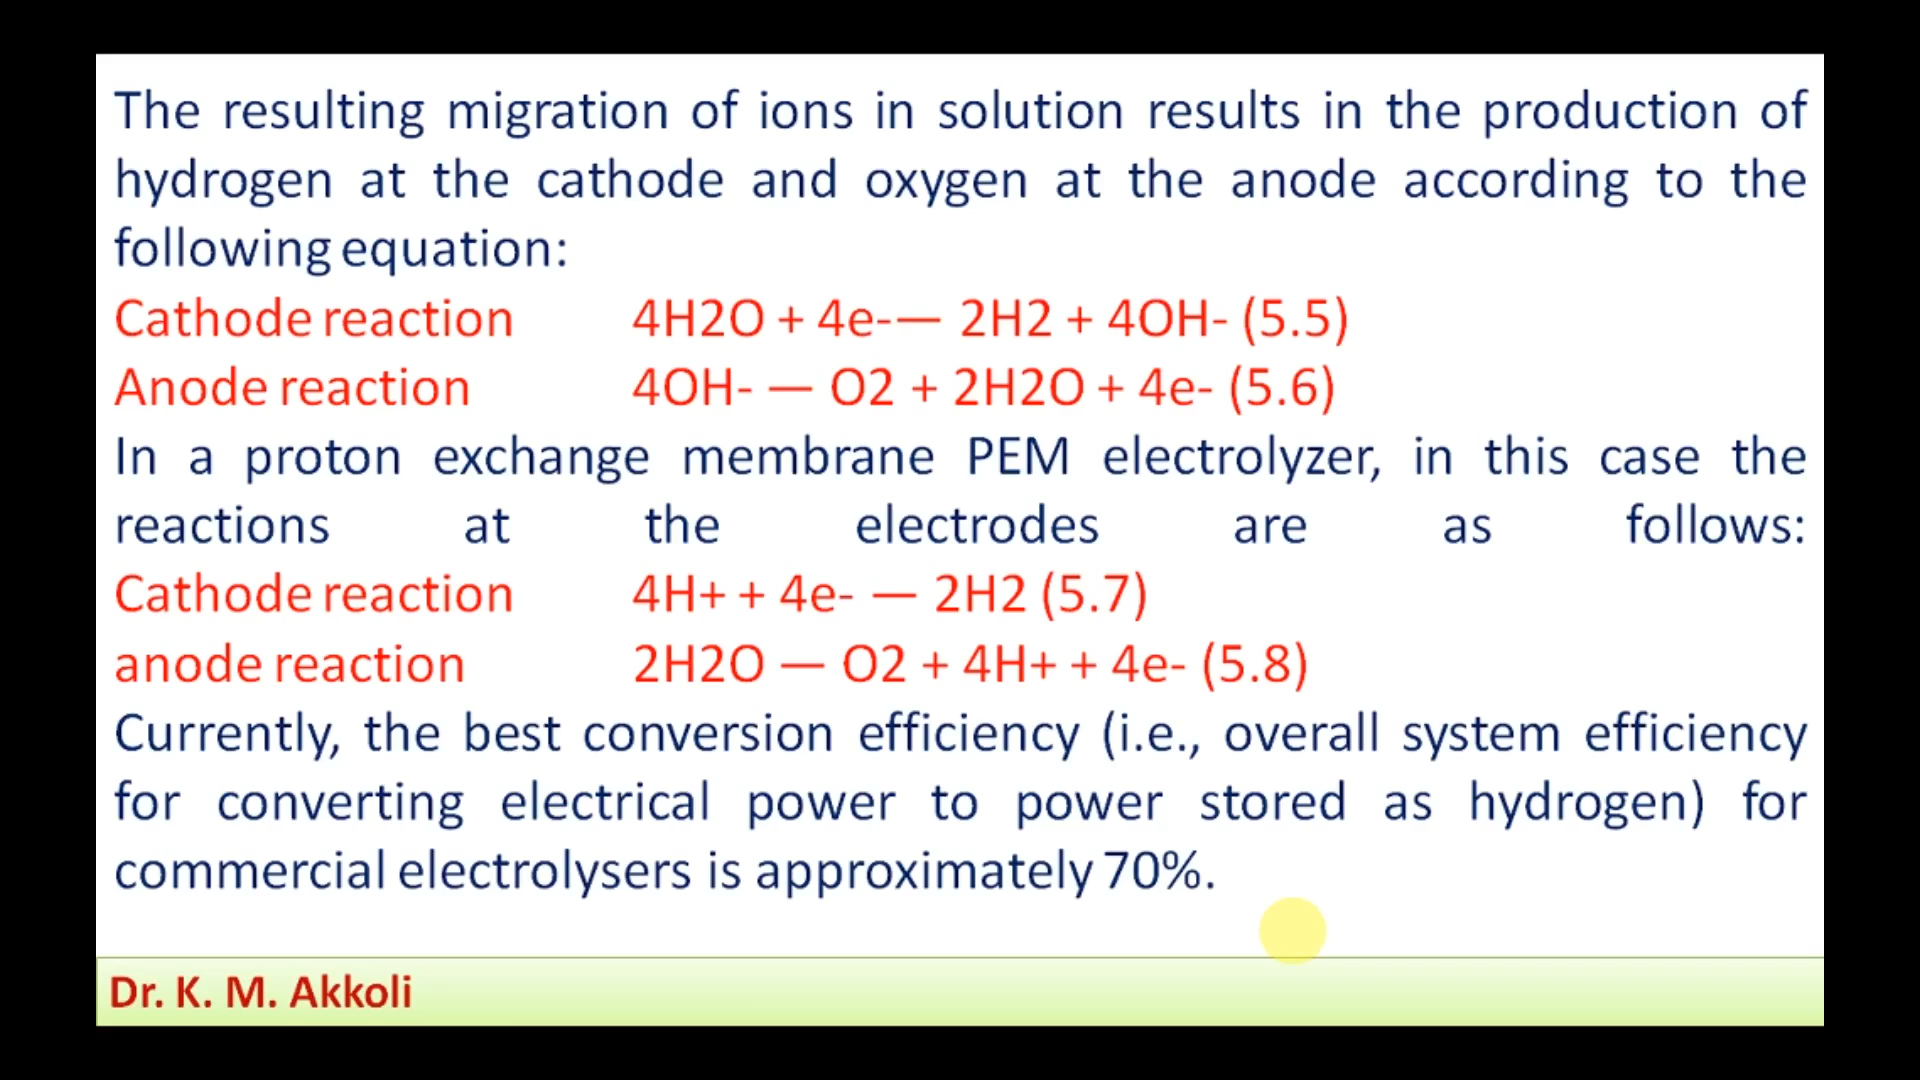 The resulting migration of ions in solution results in the production of
hydrogen at the cathode and oxygen at the anode according to the
following equation:
Cathode reaction 4H2O + 4e-— 2H2 + 4OH- (5.5)
Anode reaction 4OH- — O2 + 2H2O + 4e- (5.6)
In a proton exchange membrane PEM electrolyzer, in this case the
reactions at the electrodes are as follows:
Cathode reaction 4H+ + 4e- — 2H2 (5.7)
anode reaction 2H2O — O2 + 4H+ + 4e- (5.8)
Currently, the best conversion efficiency (i.e., overall system efficiency
for converting electrical power to power stored as hydrogen) for
commercial electrolysers is approximately 70%.
Dr. K. M. Akkoli